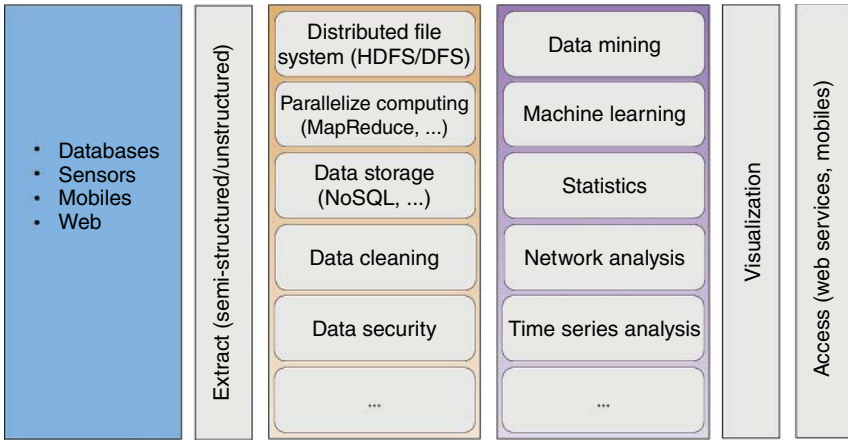 • Databases
• Sensors
• Mobiles
• Web
Extract (semi-structured/unstructured)
Distributed file
system (HDFS/DFS)
Parallelize computing
(MapReduce, ...)
Data storage
(NoSQL, ...)
Data cleaning
Data security
...
Data mining
Machine learning
Statistics
Network analysis
Time series analysis
...
Visualization
Access (web services, mobiles)